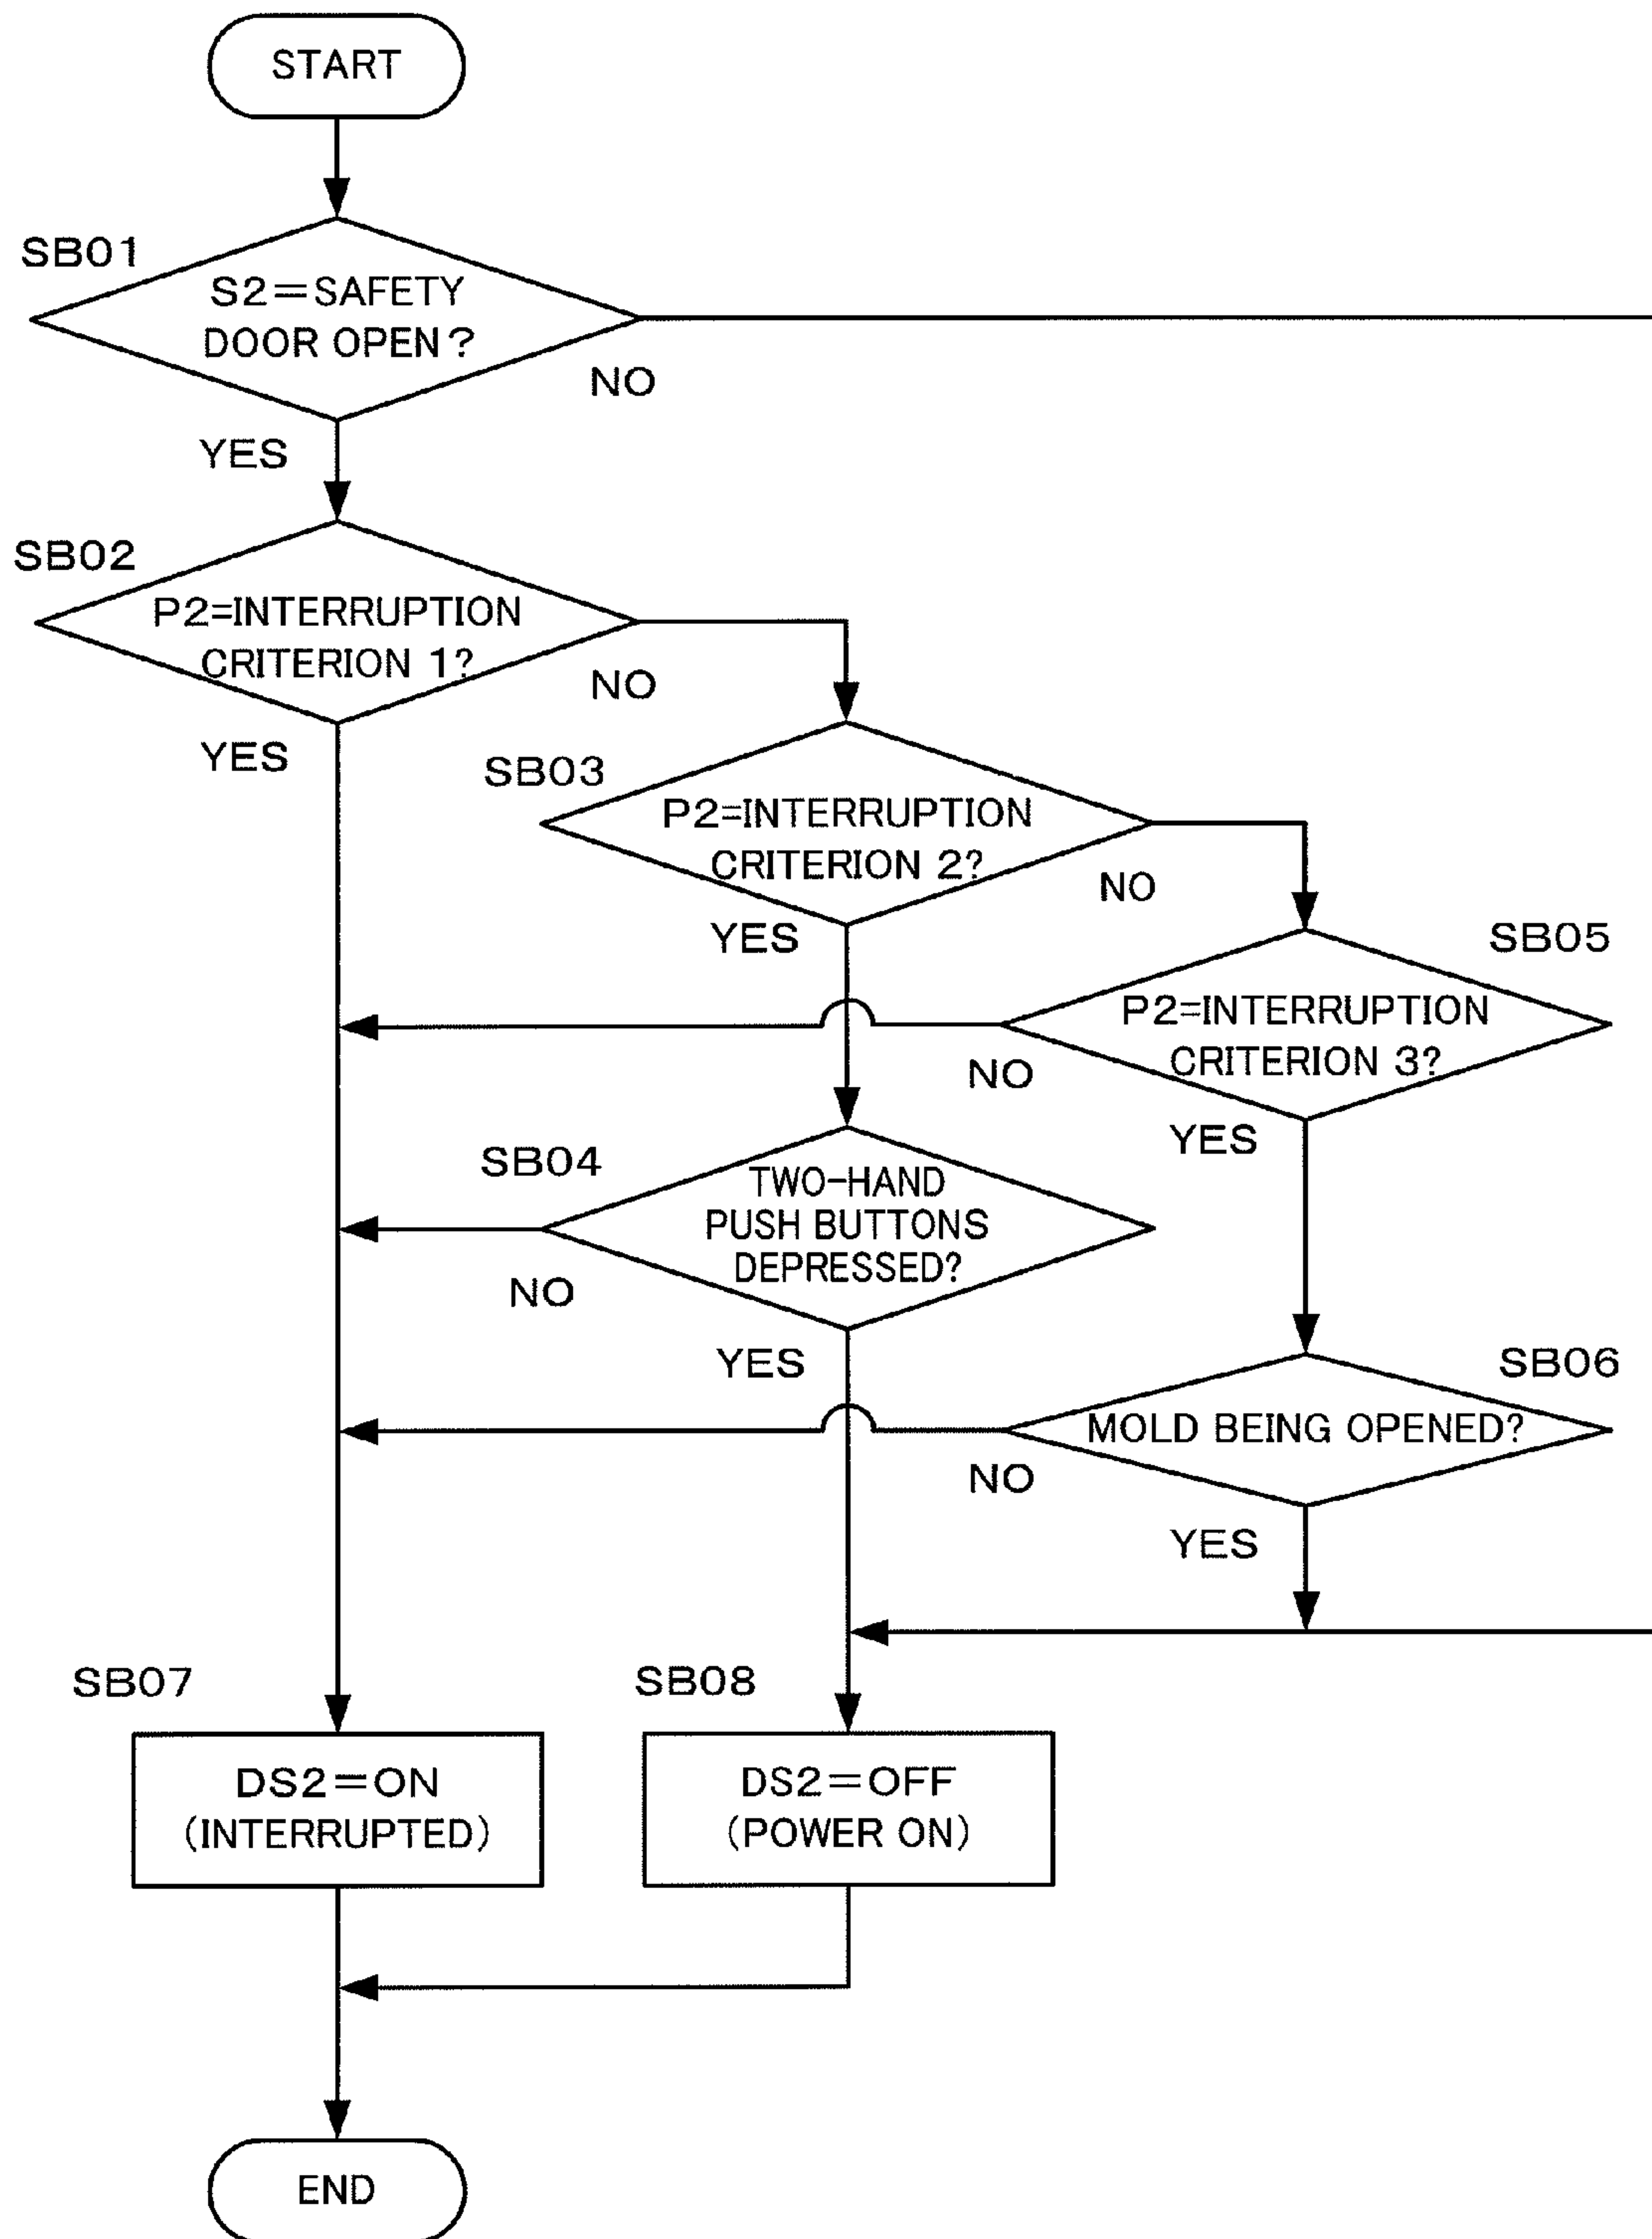 START
SB01
S2=SAFETY
DOOR OPEN?
NO
YES
SB02
P2=INTERRUPTION
CRITERION 1?
NO
YES
SB03
P2=INTERRUPTION
CRITERION 2?
NO
YES
SB05
P2=INTERRUPTION
CRITERION 3?
NO
YES
SB04
TWO-HAND
PUSH BUTTONS
DEPRESSED?
NO
YES
SB06
MOLD BEING OPENED?
NO
YES
SB07
DS2=ON
(INTERRUPTED)
SB08
DS2=OFF
(POWER ON)
END